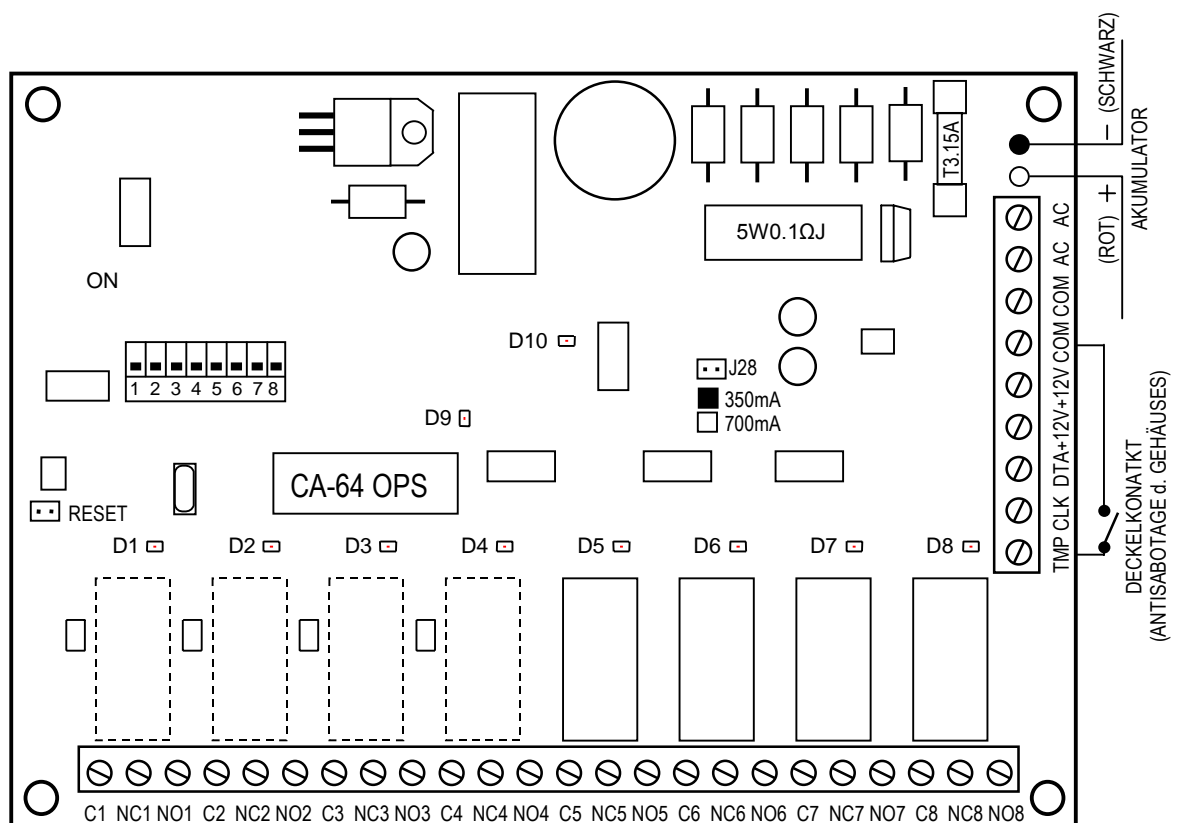 − (SCHWARZ)
(ROT) +
AKUMULATOR
T3.15A
5W0.1ΩJ
AC
AC
COM
COM
+12V
+12V
DTA
CLK
TMP
ON
1 2 3 4 5 6 7 8
D10
J28
350mA
700mA
D9
CA-64 OPS
RESET
DECKELKONATKT
(ANTISABOTAGE d. GEHÄUSES)
D1 D2 D3 D4 D5 D6 D7 D8
C1 NC1 NO1 C2 NC2 NO2 C3 NC3 NO3 C4 NC4 NO4 C5 NC5 NO5 C6 NC6 NO6 C7 NC7 NO7 C8 NC8 NO8